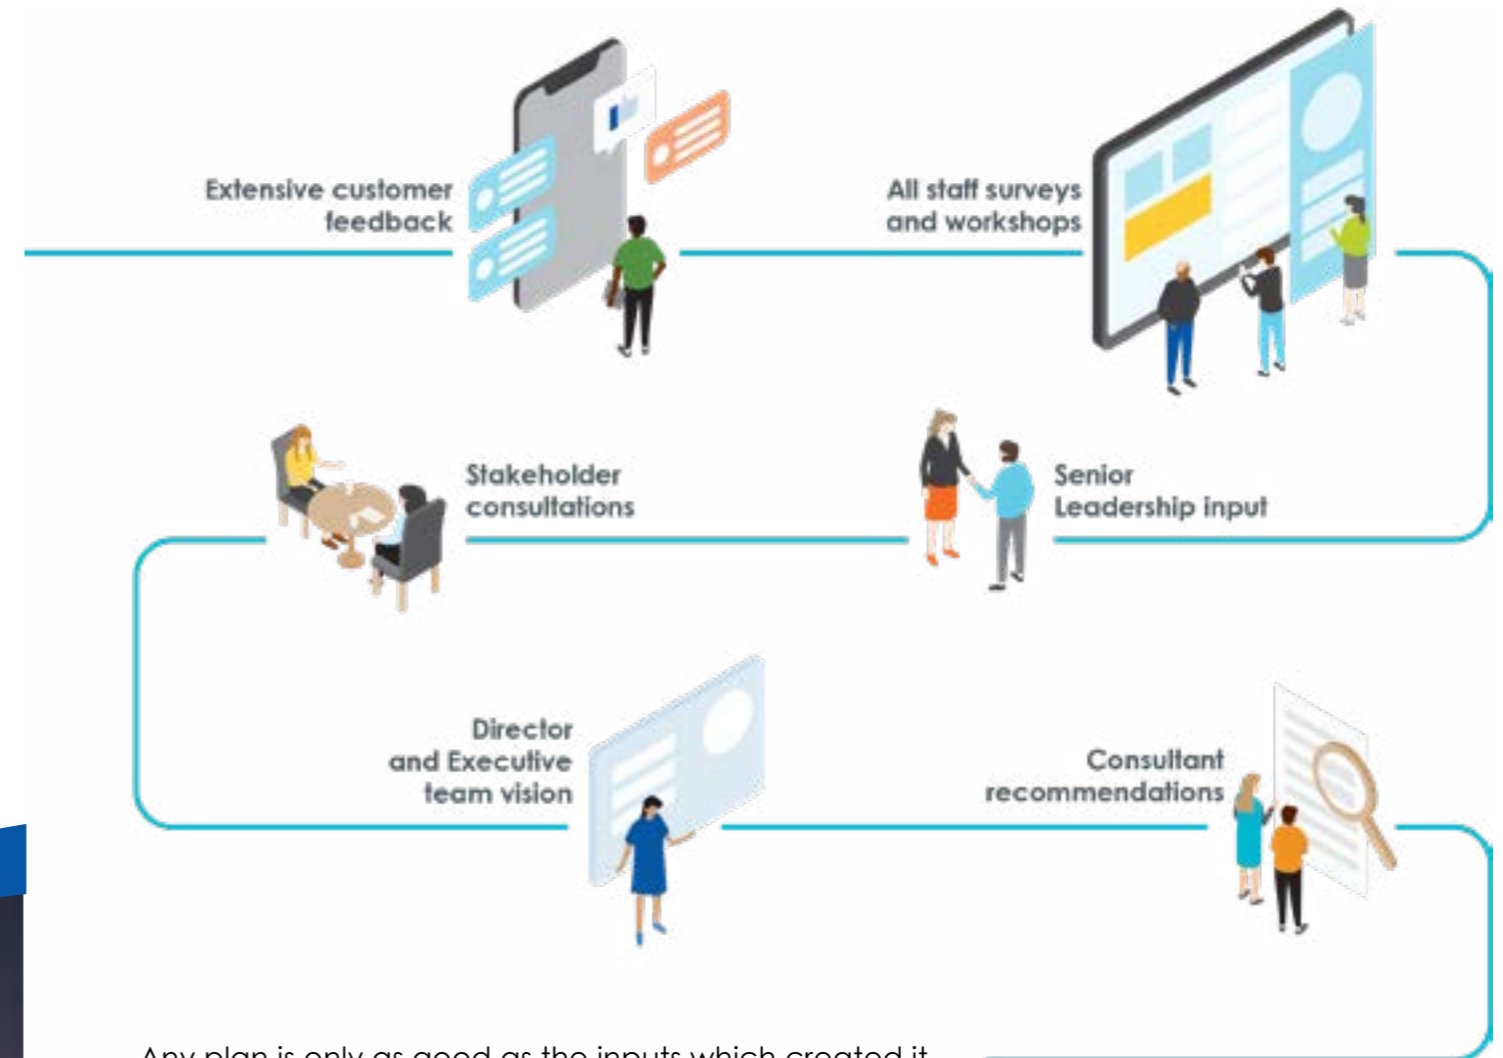 Extensive customer
feedback
All staff surveys
and workshops
Stakeholder
consultations
Senior
Leadership input
Director
and Executive
team vision
Consultant
recommendations
Any plan is only as good as the inputs which created it